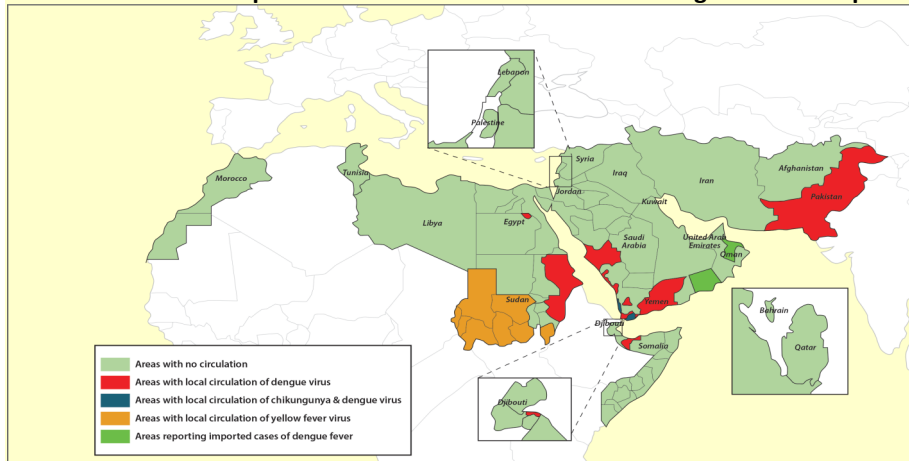 Lebanon
Palestine
Syria
Iraq
Iran
Afghanistan
Morocco
Tunisia
Jordan
Pakistan
Kuwait
Libya
Egypt
Saudi
Arabia
United Arab
Emirates
Oman
Sudan
Yemen
Bahrain
Djibouti
Somalia
Qatar
Areas with no circulation
Areas with local circulation of dengue virus
Areas with local circulation of chikungunya & dengue virus
Areas with local circulation of yellow fever virus
Areas reporting imported cases of dengue fever
Djibouti